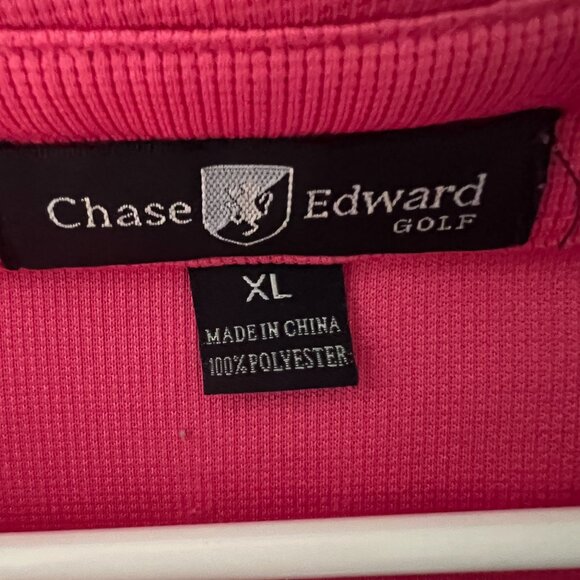 Chase Edward
GOLF
XL
MADE IN CHINA
100% POLYESTER